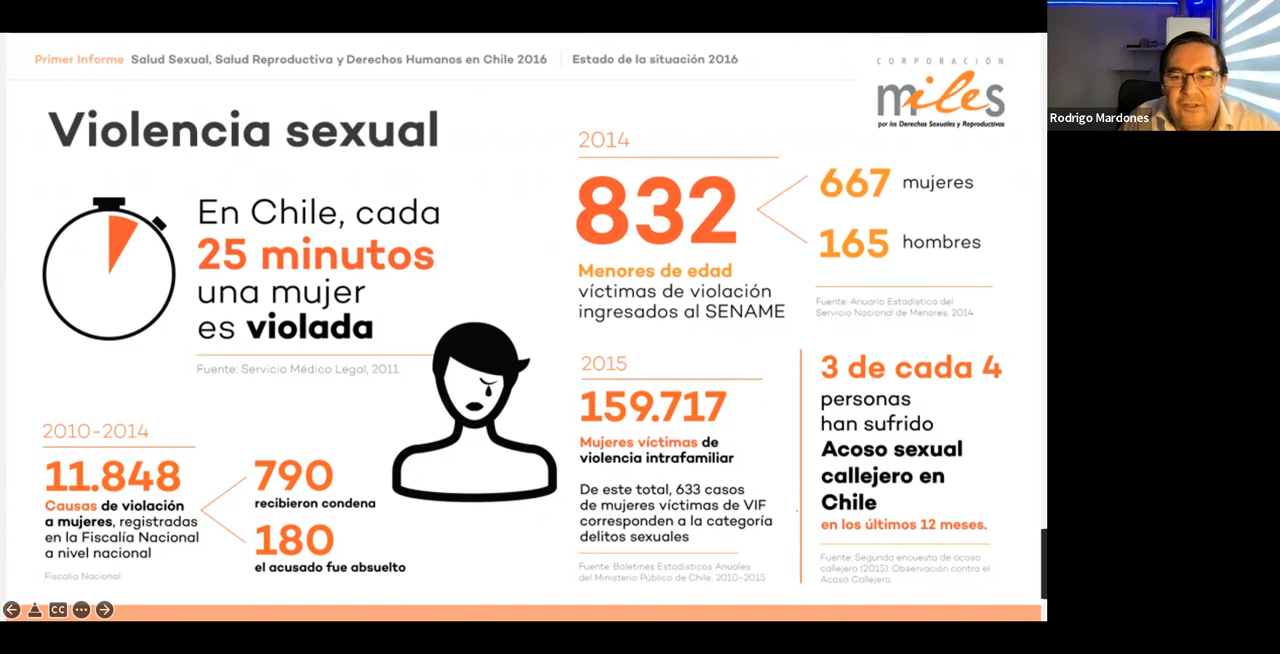 Primer Informe Salud Sexual, Salud Reproductiva y Derechos Humanos en Chile 2016 Estado de la situación 2016
CORPORACIÓN
miles
por los Derechos Sexuales y Reproductivos
Violencia sexual
En Chile, cada
25 minutos
una mujer
es violada
Fuente: Servicio Médico Legal, 2011.
2010-2014
11.848
Causas de violación
a mujeres, registradas
en la Fiscalía Nacional
a nivel nacional
Fiscalía Nacional
790
recibieron condena
180
el acusado fue absuelto
2014
832
Menores de edad
víctimas de violación
ingresados al SENAME
667 mujeres
165 hombres
Fuente: Anuario Estadístico del
Servicio Nacional de Menores, 2014
2015
159.717
Mujeres víctimas de
violencia intrafamiliar
De este total, 633 casos
de mujeres víctimas de VIF
corresponden a la categoría
delitos sexuales
Fuente: Boletines Estadísticos Anuales
del Ministerio Público de Chile, 2010-2015
3 de cada 4
personas
han sufrido
Acoso sexual
callejero en
Chile
en los últimos 12 meses.
Fuente: Segunda encuesta de acoso
callejero (2015). Observación contra el
Acoso Callejero.
CC
Rodrigo Mardones